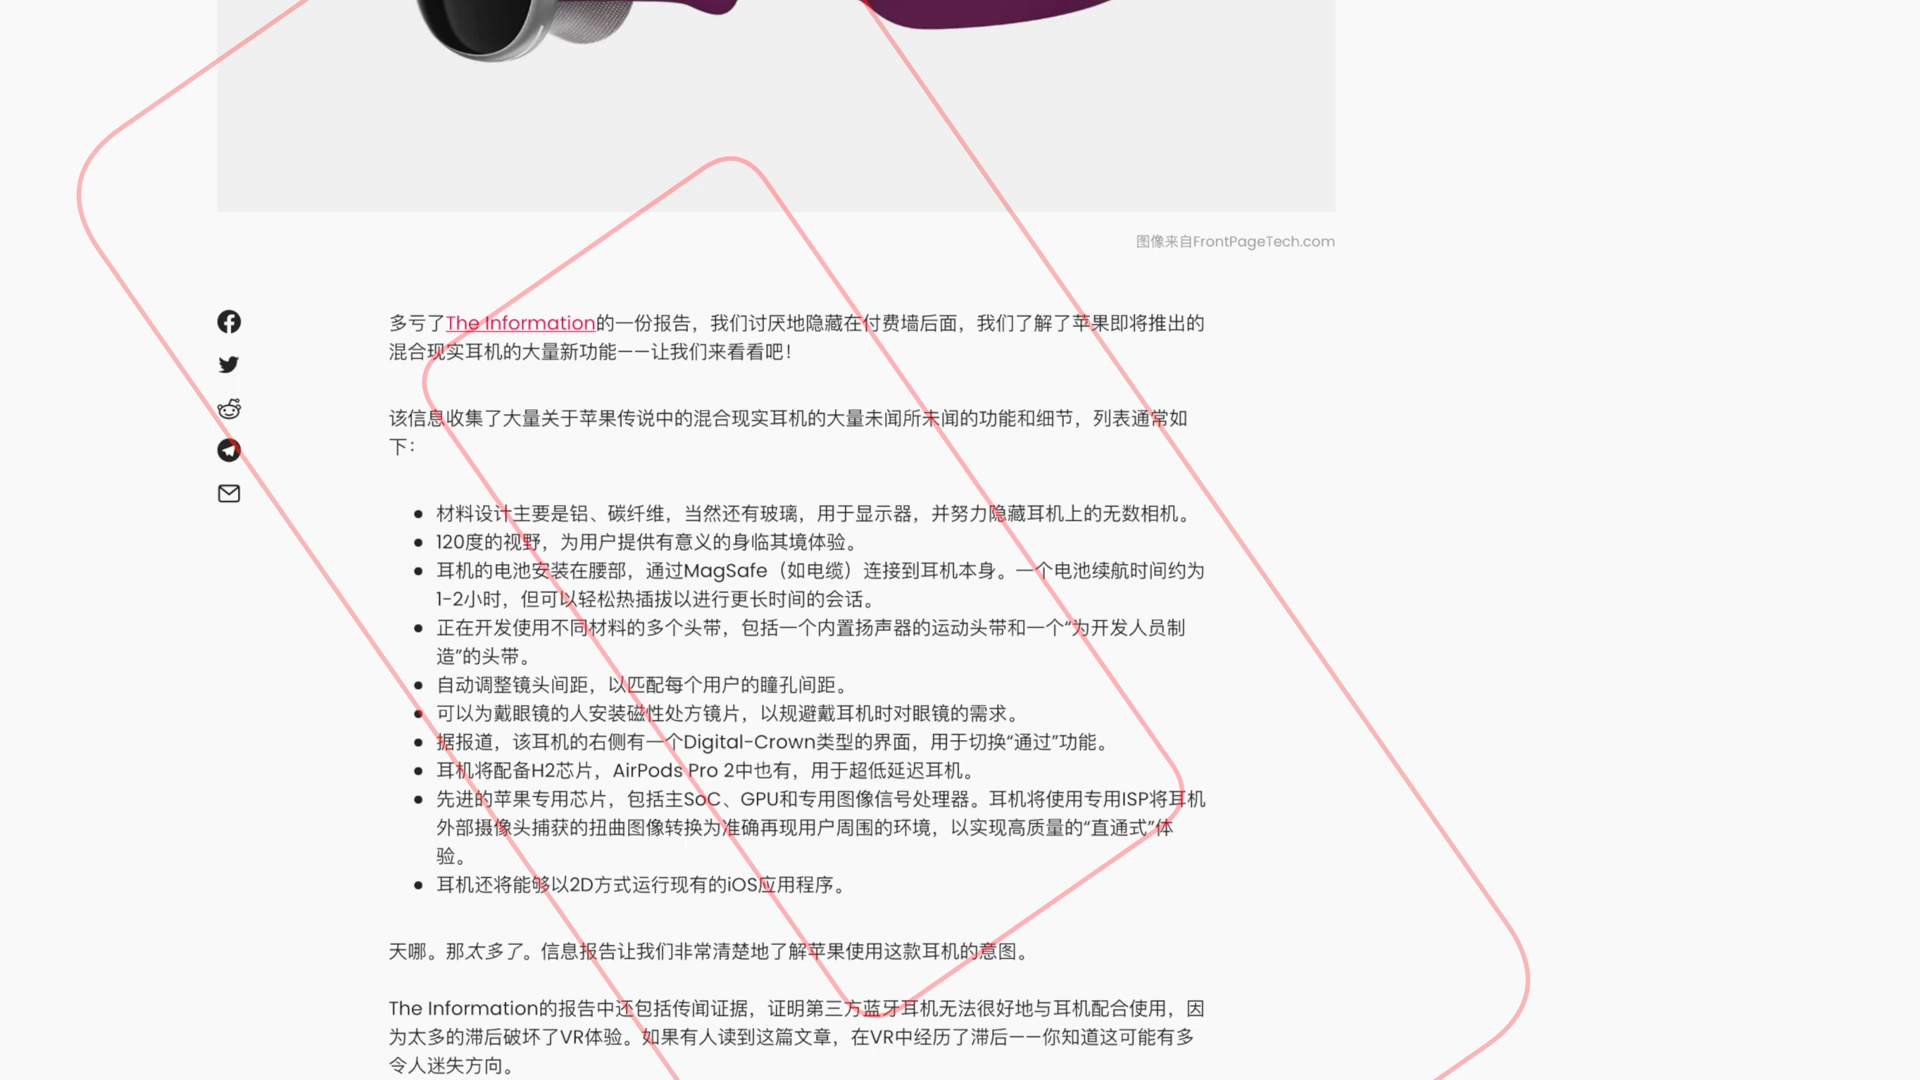 图像来自FrontPageTech.com
多亏了The Information的一份报告，我们讨厌地隐藏在付费墙后面，我们了解了苹果即将推出的
混合现实耳机的大量新功能——让我们来看看吧！
该信息收集了大量关于苹果传说中的混合现实耳机的大量未闻所未闻的功能和细节，列表通常如
下：
材料设计主要是铝、碳纤维，当然还有玻璃，用于显示器，并努力隐藏耳机上的无数相机。
120度的视野，为用户提供有意义的身临其境体验。
耳机的电池安装在腰部，通过MagSafe（如电缆）连接到耳机本身。一个电池续航时间约为
1-2小时，但可以轻松热插拔以进行更长时间的会话。
正在开发使用不同材料的多个头带，包括一个内置扬声器的运动头带和一个“为开发人员制
造”的头带。
自动调整镜头间距，以匹配每个用户的瞳孔间距。
可以为戴眼镜的人安装磁性处方镜片，以规避戴耳机时对眼镜的需求。
据报道，该耳机的右侧有一个Digital-Crown类型的界面，用于切换“通过”功能。
耳机将配备H2芯片，AirPods Pro 2中也有，用于超低延迟耳机。
先进的苹果专用芯片，包括主SoC、GPU和专用图像信号处理器。耳机将使用专用ISP将耳机
外部摄像头捕获的扭曲图像转换为准确再现用户周围的环境，以实现高质量的“直通式”体
验。
耳机还将能够以2D方式运行现有的iOS应用程序。
天哪。那太多了。信息报告让我们非常清楚地了解苹果使用这款耳机的意图。
The Information的报告中还包括传闻证据，证明第三方蓝牙耳机无法很好地与耳机配合使用，因
为太多的滞后破坏了VR体验。如果有人读到这篇文章，在VR中经历了滞后——你知道这可能有多
令人迷失方向。